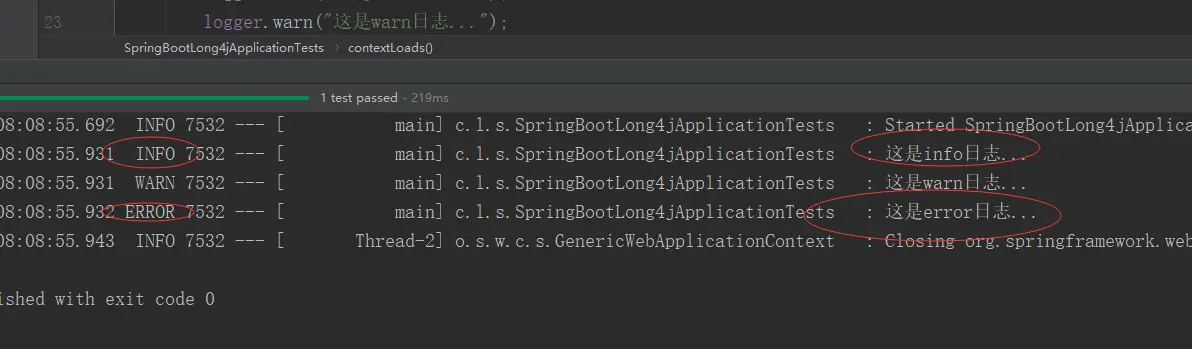 23 logger.warn("这是warn日志...");
SpringBootLong4jApplicationTests › contextLoads()
1 test passed - 219ms
08:08:55.692 INFO 7532 --- [ main] c.l.s.SpringBootLong4jApplicationTests : Started SpringBootLong4jApplica
08:08:55.931 INFO 7532 --- [ main] c.l.s.SpringBootLong4jApplicationTests : 这是info日志...
08:08:55.931 WARN 7532 --- [ main] c.l.s.SpringBootLong4jApplicationTests : 这是warn日志...
08:08:55.932 ERROR 7532 --- [ main] c.l.s.SpringBootLong4jApplicationTests : 这是error日志...
08:08:55.943 INFO 7532 --- [ Thread-2] o.s.w.c.s.GenericWebApplicationContext : Closing org.springframework.web
ished with exit code 0